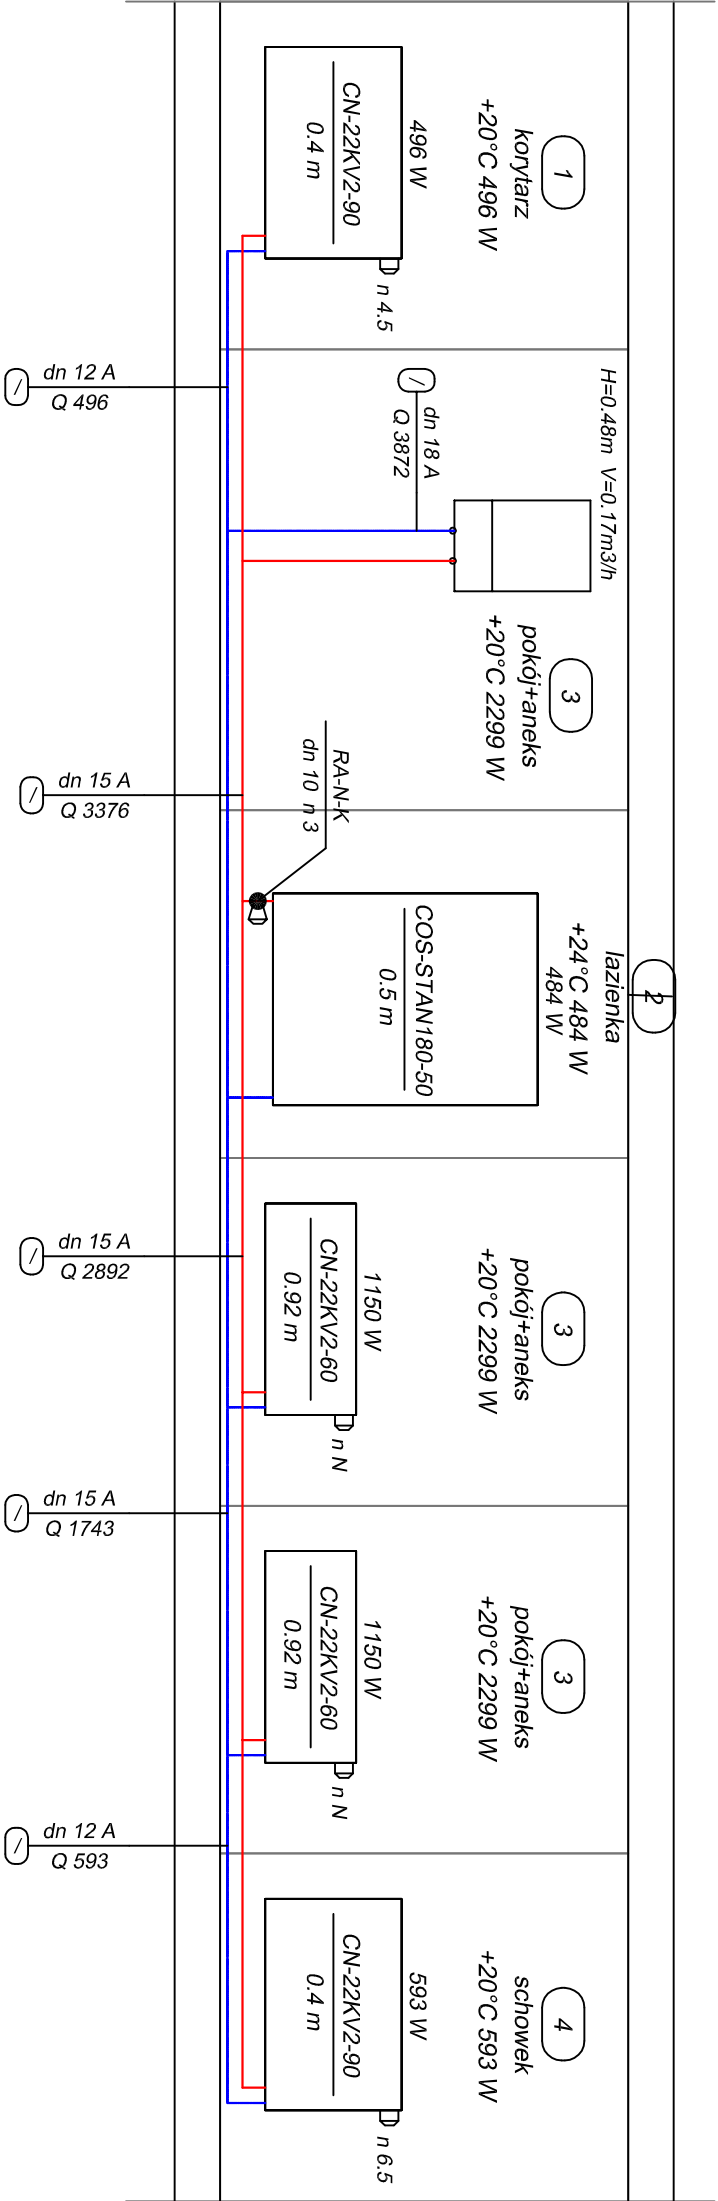 1
korytarz
+20°C 496 W
496 W
CN-22KV2-90
0.4 m
n 4.5
dn 12 A
Q 496
H=0.48m V=0.17m3/h
dn 18 A
Q 3872
3
pokój+aneks
+20°C 2299 W
RA-N-K
dn 10 n 3
dn 15 A
Q 3376
2
lazienka
+24°C 484 W
484 W
COS-STAN180-50
0.5 m
dn 15 A
Q 2892
3
pokój+aneks
+20°C 2299 W
1150 W
CN-22KV2-60
0.92 m
n N
dn 15 A
Q 1743
3
pokój+aneks
+20°C 2299 W
1150 W
CN-22KV2-60
0.92 m
n N
dn 12 A
Q 593
4
schowek
+20°C 593 W
593 W
CN-22KV2-90
0.4 m
n 6.5